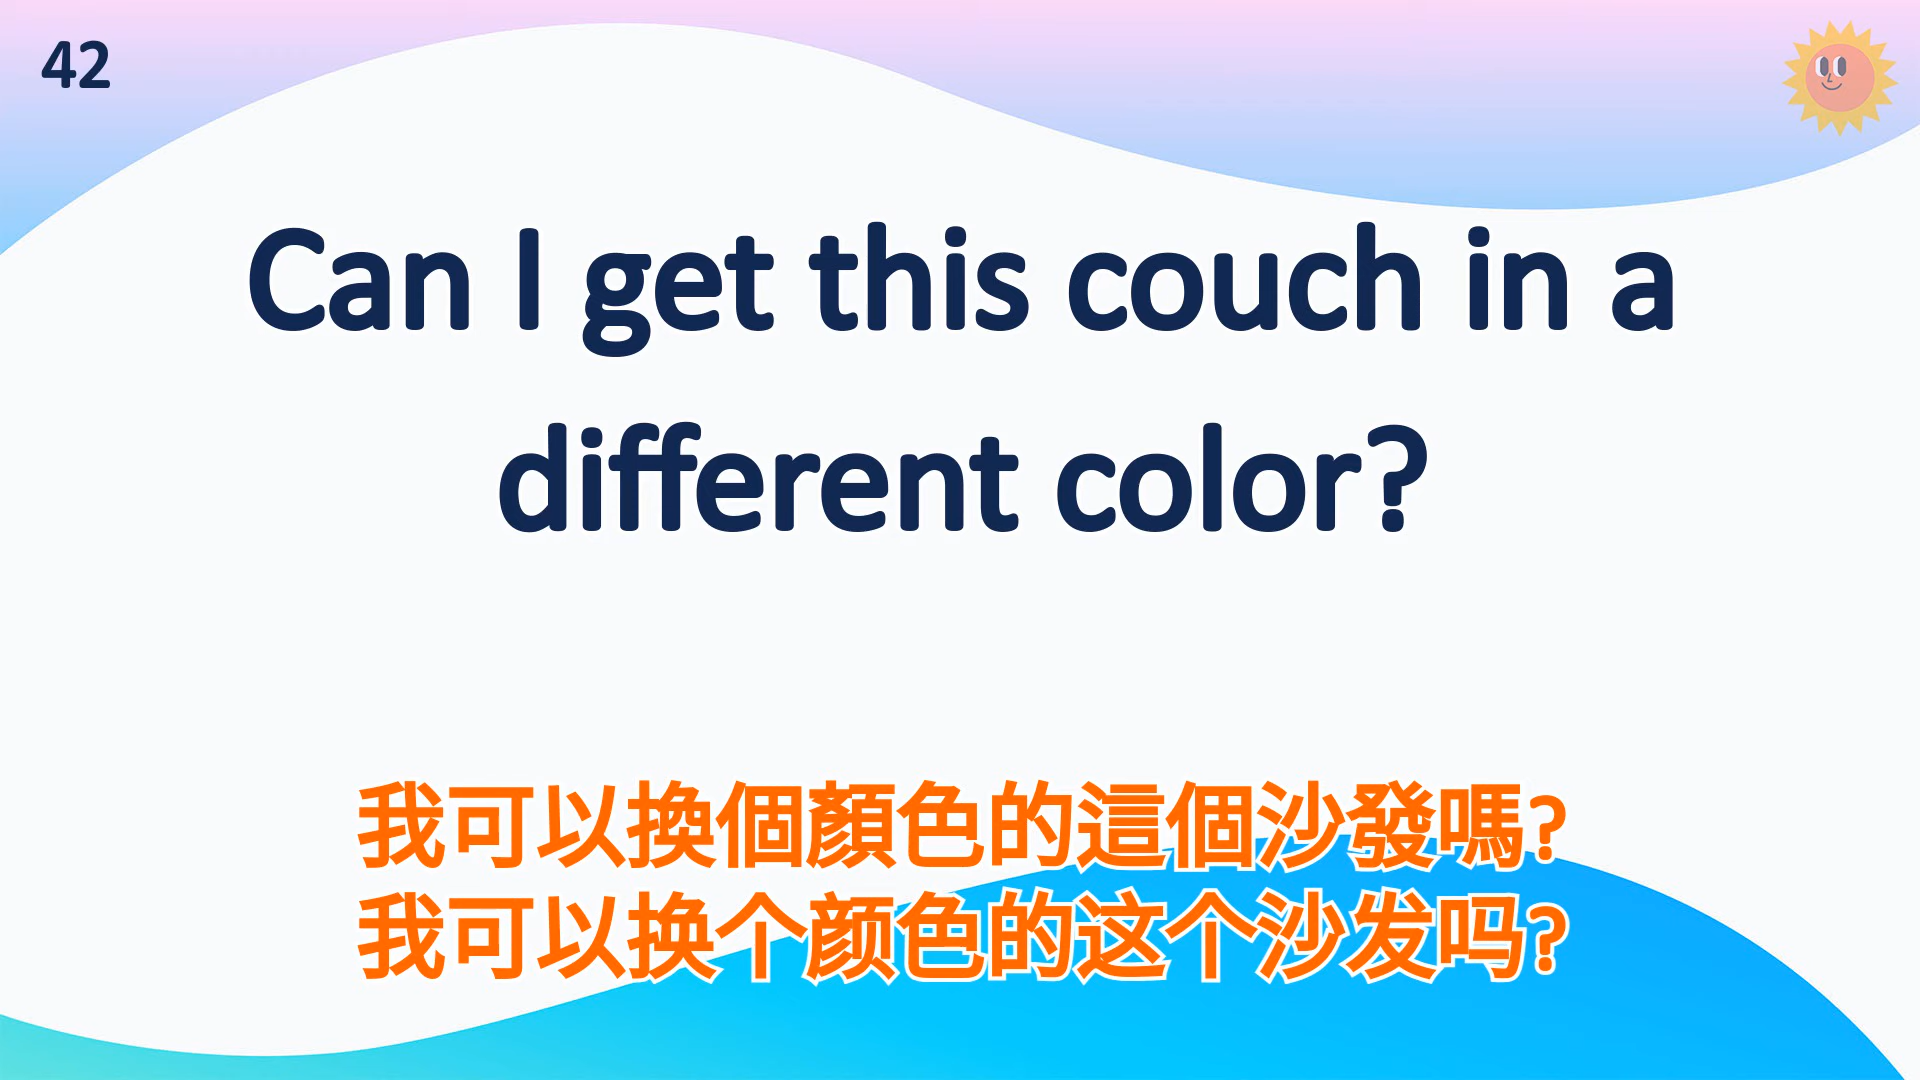 42
Can I get this couch in a
different color?
我可以換個顏色的這個沙發嗎?
我可以换个颜色的这个沙发吗?